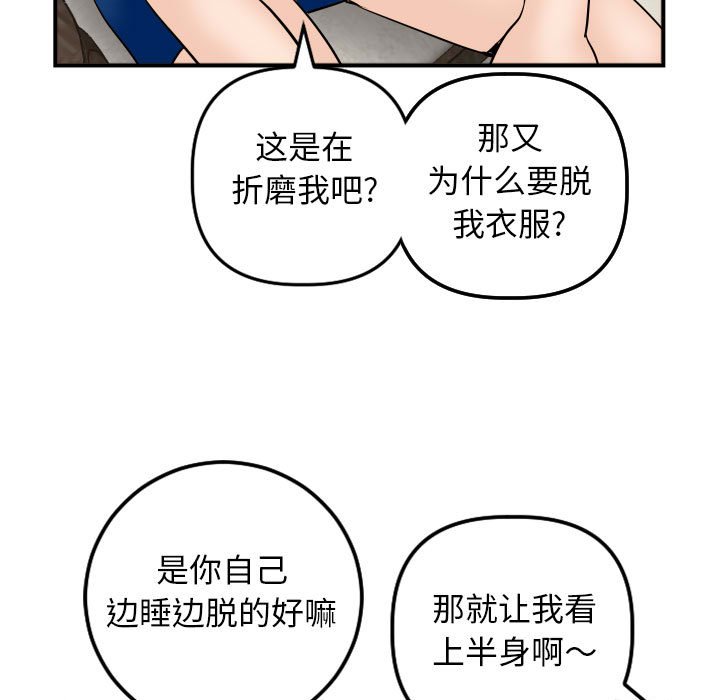 这是在
折磨我吧?
那又
为什么要脱
我衣服?
是你自己
边睡边脱的好嘛
那就让我看
上半身啊～